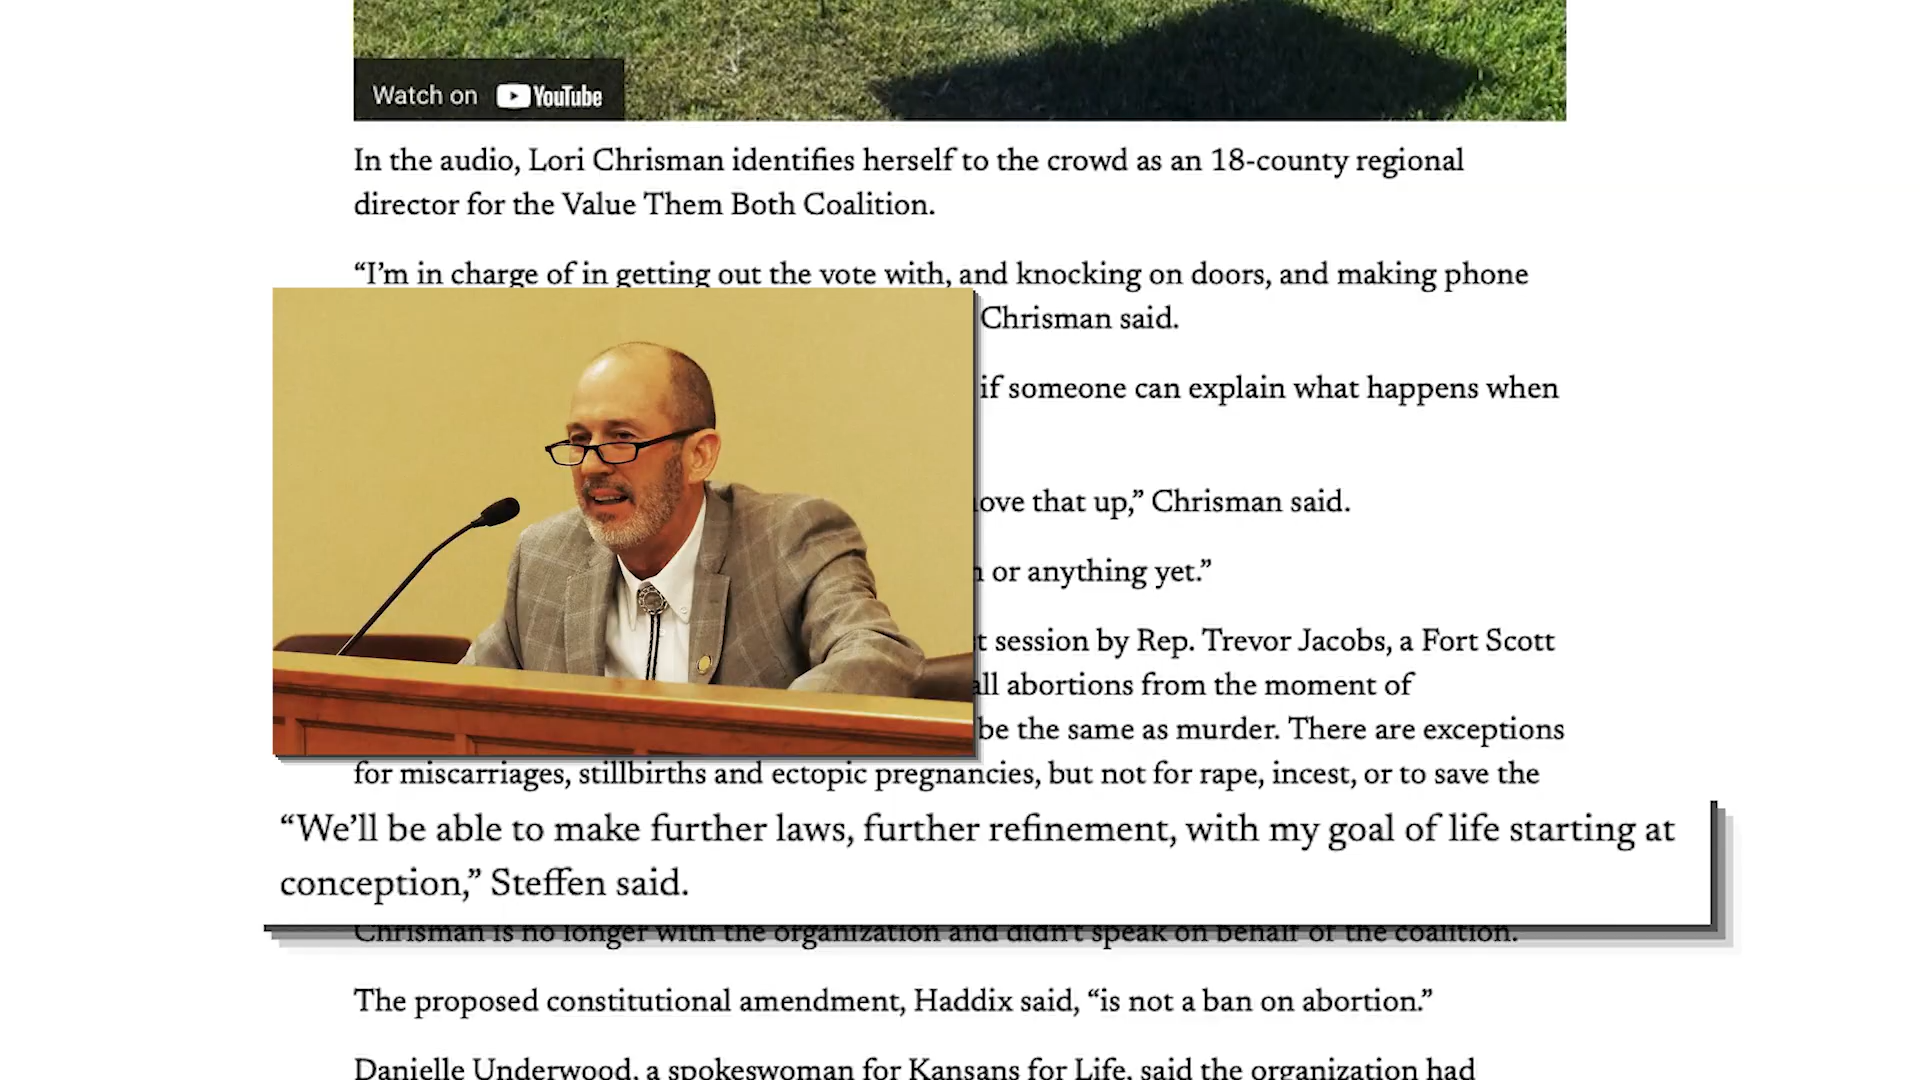 Watch on YouTube
In the audio, Lori Chrisman identifies herself to the crowd as an 18-county regional
director for the Value Them Both Coalition.
“I’m in charge of in getting out the vote with, and knocking on doors, and making phone
Chrisman said.
if someone can explain what happens when
that up,” Chrisman said.
or anything yet.”
session by Rep. Trevor Jacobs, a Fort Scott
all abortions from the moment of
be the same as murder. There are exceptions
for miscarriages, stillbirths and ectopic pregnancies, but not for rape, incest, or to save the
“We’ll be able to make further laws, further refinement, with my goal of life starting at
conception,” Steffen said.
Chrisman is no longer with the organization and didn’t speak on behalf of the coalition.
The proposed constitutional amendment, Haddix said, “is not a ban on abortion.”
Danielle Underwood, a spokeswoman for Kansans for Life, said the organization had